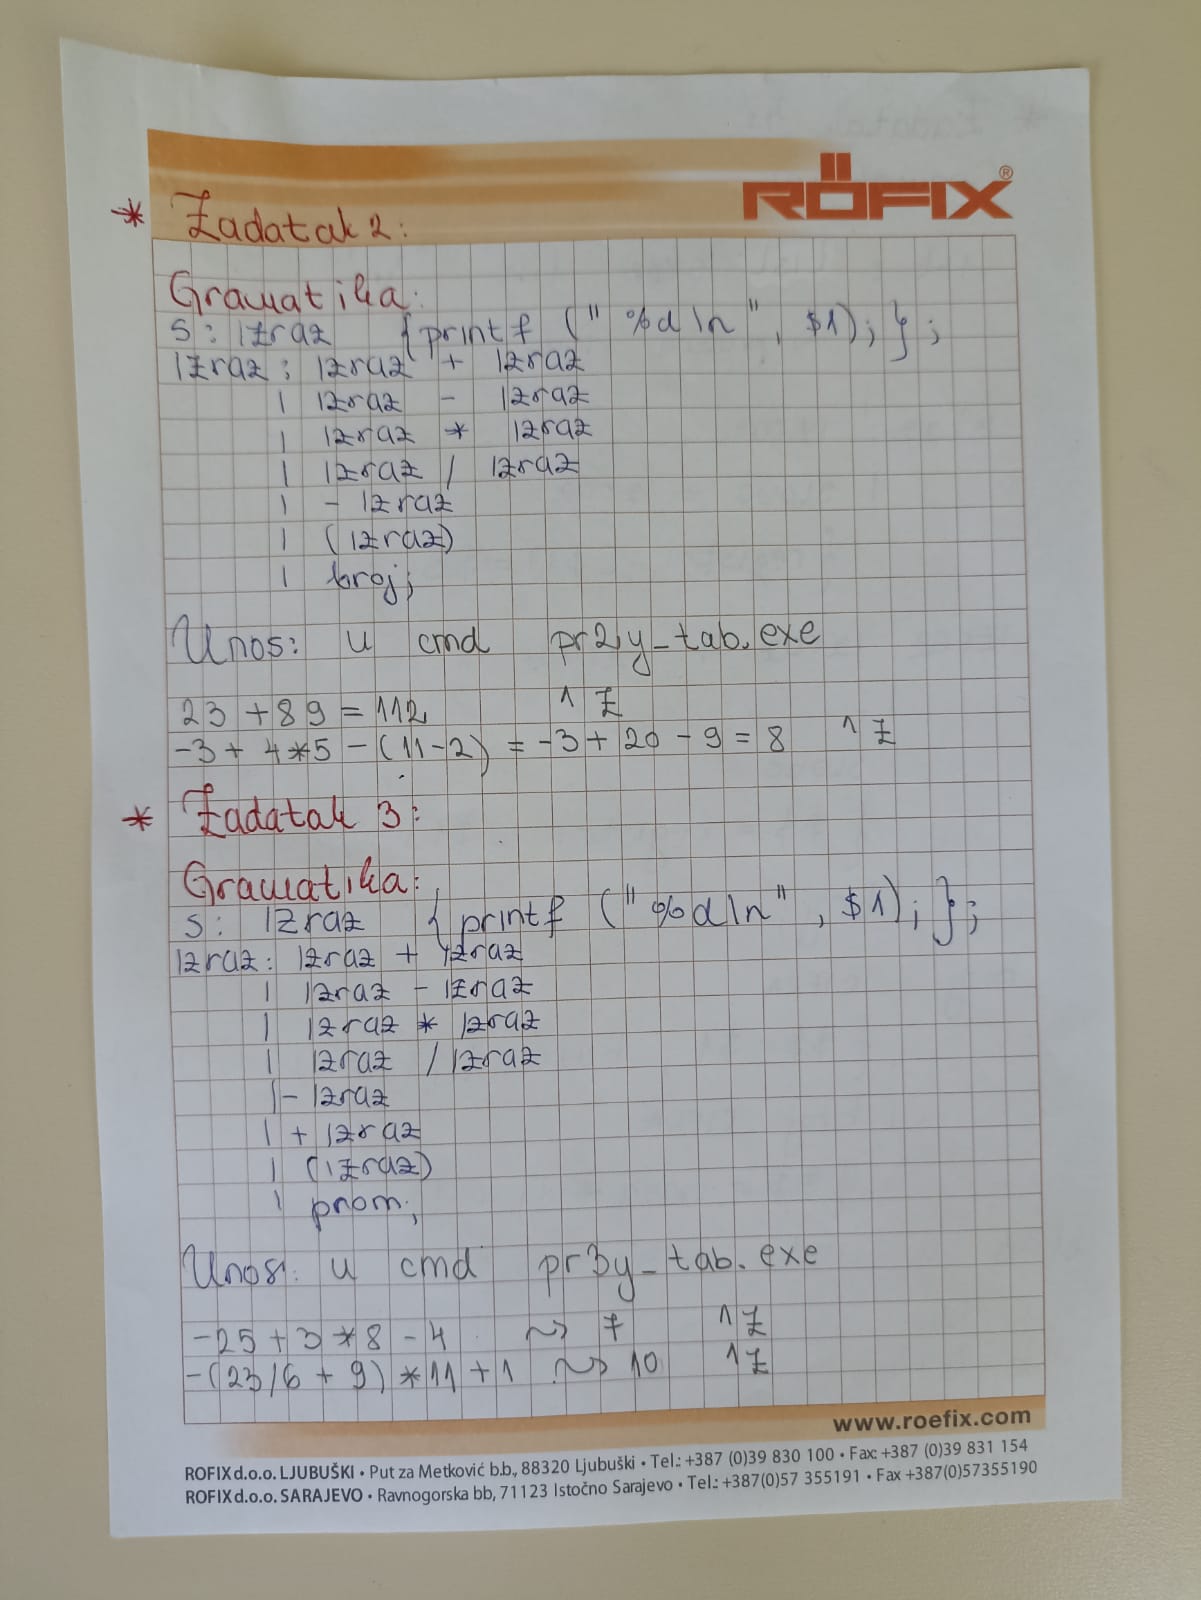 RÖFIX®
* Zadatak 2:
Gramatika:
S: Izraz {printf ("%d\n", $1); };
Izraz: Izraz + Izraz
| Izraz - Izraz
| Izraz * Izraz
| Izraz / Izraz
| - Izraz
| (Izraz)
| broj;
Unos: u cmd pr2y_tab.exe
23 + 89 = 112 ^Z
-3 + 4*5 - (11-2) = -3 + 20 - 9 = 8 ^Z
* Zadatak 3:
Gramatika:
S: Izraz {printf ("%d\n", $1); };
Izraz: Izraz + Izraz
| Izraz - Izraz
| Izraz * Izraz
| Izraz / Izraz
| - Izraz
| + Izraz
| (Izraz)
| prom;
Unos: u cmd pr3y_tab.exe
-25 + 3 * 8 - 4 ~> 7 ^Z
-(23/6 + 9) * 11 + 1 ~> 10 ^Z
www.roefix.com
ROFIX d.o.o. LJUBUŠKI • Put za Metković b.b., 88320 Ljubuški • Tel.: +387 (0)39 830 100 • Fax: +387 (0)39 831 154
ROFIX d.o.o. SARAJEVO • Ravnogorska bb, 71123 Istočno Sarajevo • Tel.: +387(0)57 355191 • Fax +387(0)57355190